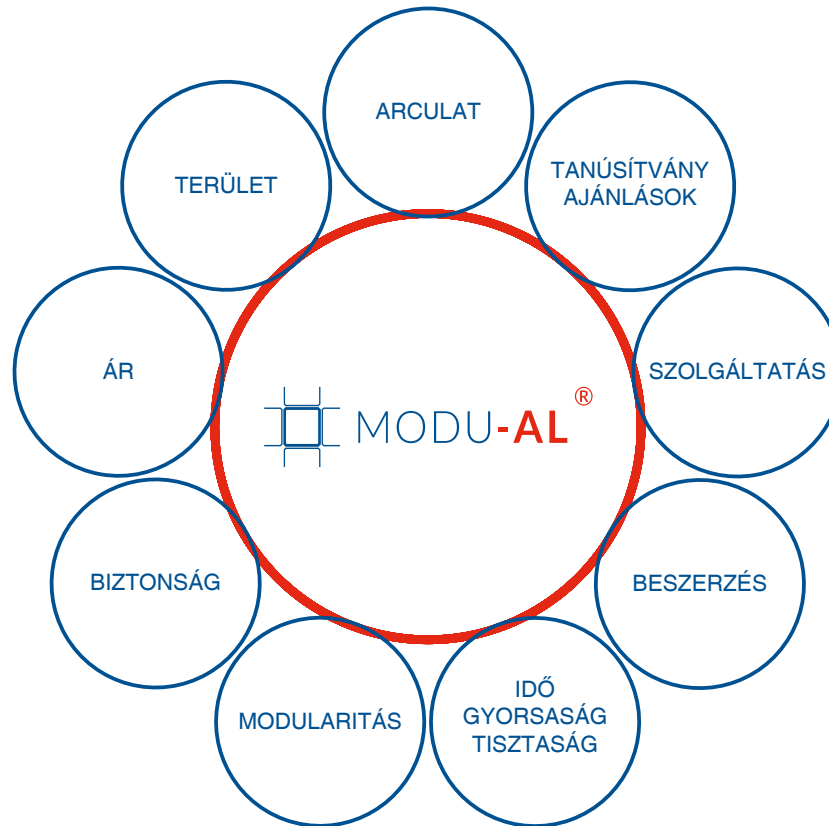 ARCULAT
TANÚSÍTVÁNY
AJÁNLÁSOK
SZOLGÁLTATÁS
BESZERZÉS
IDŐ
GYORSASÁG
TISZTASÁG
MODULARITÁS
BIZTONSÁG
ÁR
TERÜLET
MODU-AL®